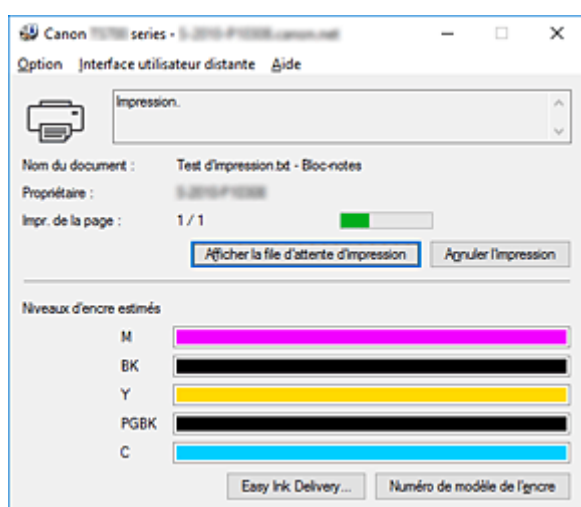 Canon series -
Option Interface utilisateur distante Aide
Impression.
Nom du document : Test d'impression.txt - Bloc-notes
Propriétaire :
Impr. de la page : 1 / 1
Afficher la file d'attente d'impression Annuler l'impression
Niveaux d'encre estimés
M
BK
Y
PGBK
C
Easy Ink Delivery... Numéro de modèle de l'encre